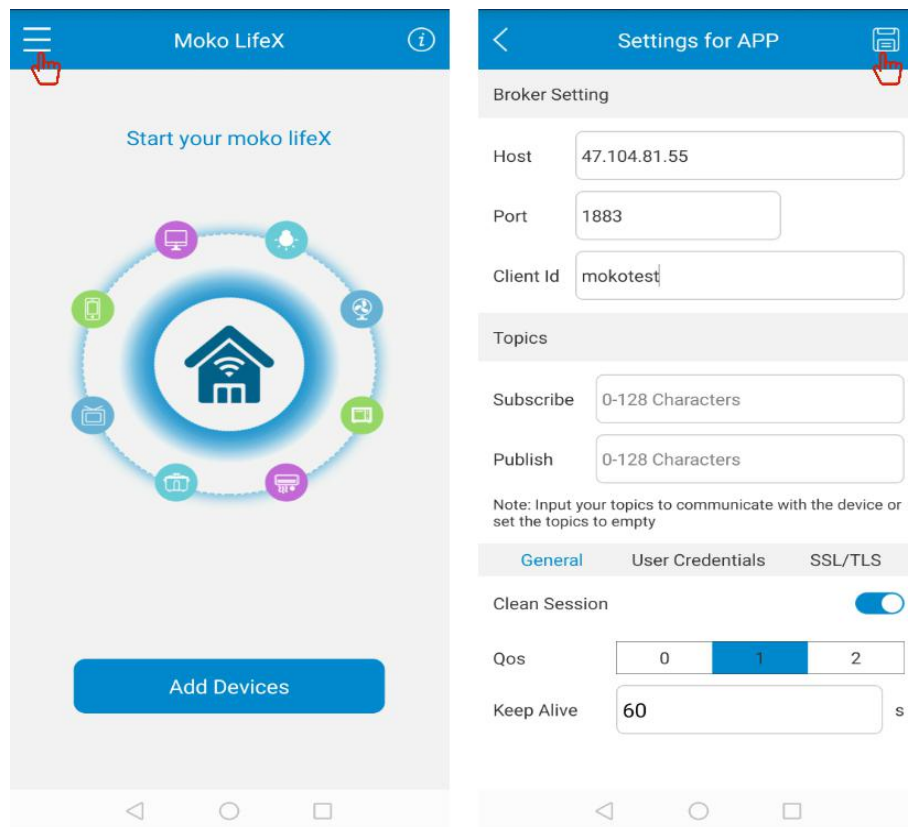 Moko LifeX
Start your moko lifeX
Add Devices
Settings for APP
Broker Setting
Host 47.104.81.55
Port 1883
Client Id mokotest
Topics
Subscribe 0-128 Characters
Publish 0-128 Characters
Note: Input your topics to communicate with the device or
set the topics to empty
General User Credentials SSL/TLS
Clean Session
Qos 0 1 2
Keep Alive 60 s